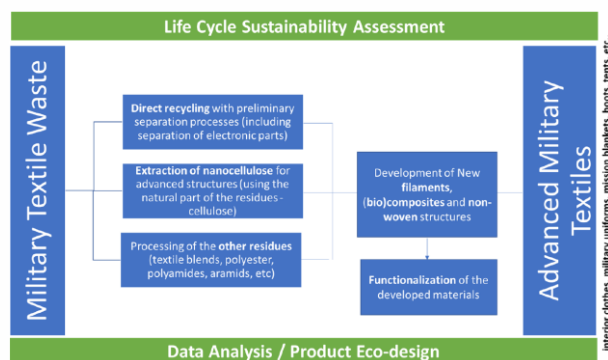 Life Cycle Sustainability Assessment
Military Textile Waste
Direct recycling with preliminary
separation processes (including
separation of electronic parts)
Extraction of nanocellulose for
advanced structures (using the
natural part of the residues -
cellulose)
Processing of the other residues
(textile blends, polyester,
polyamides, aramids, etc)
Development of New
filaments,
(bio)composites and non-
woven structures
Functionalization of the
developed materials
Advanced Military
Textiles
interior clothes, military uniforms, mission blankets, boots, tents, etc
Data Analysis / Product Eco-design